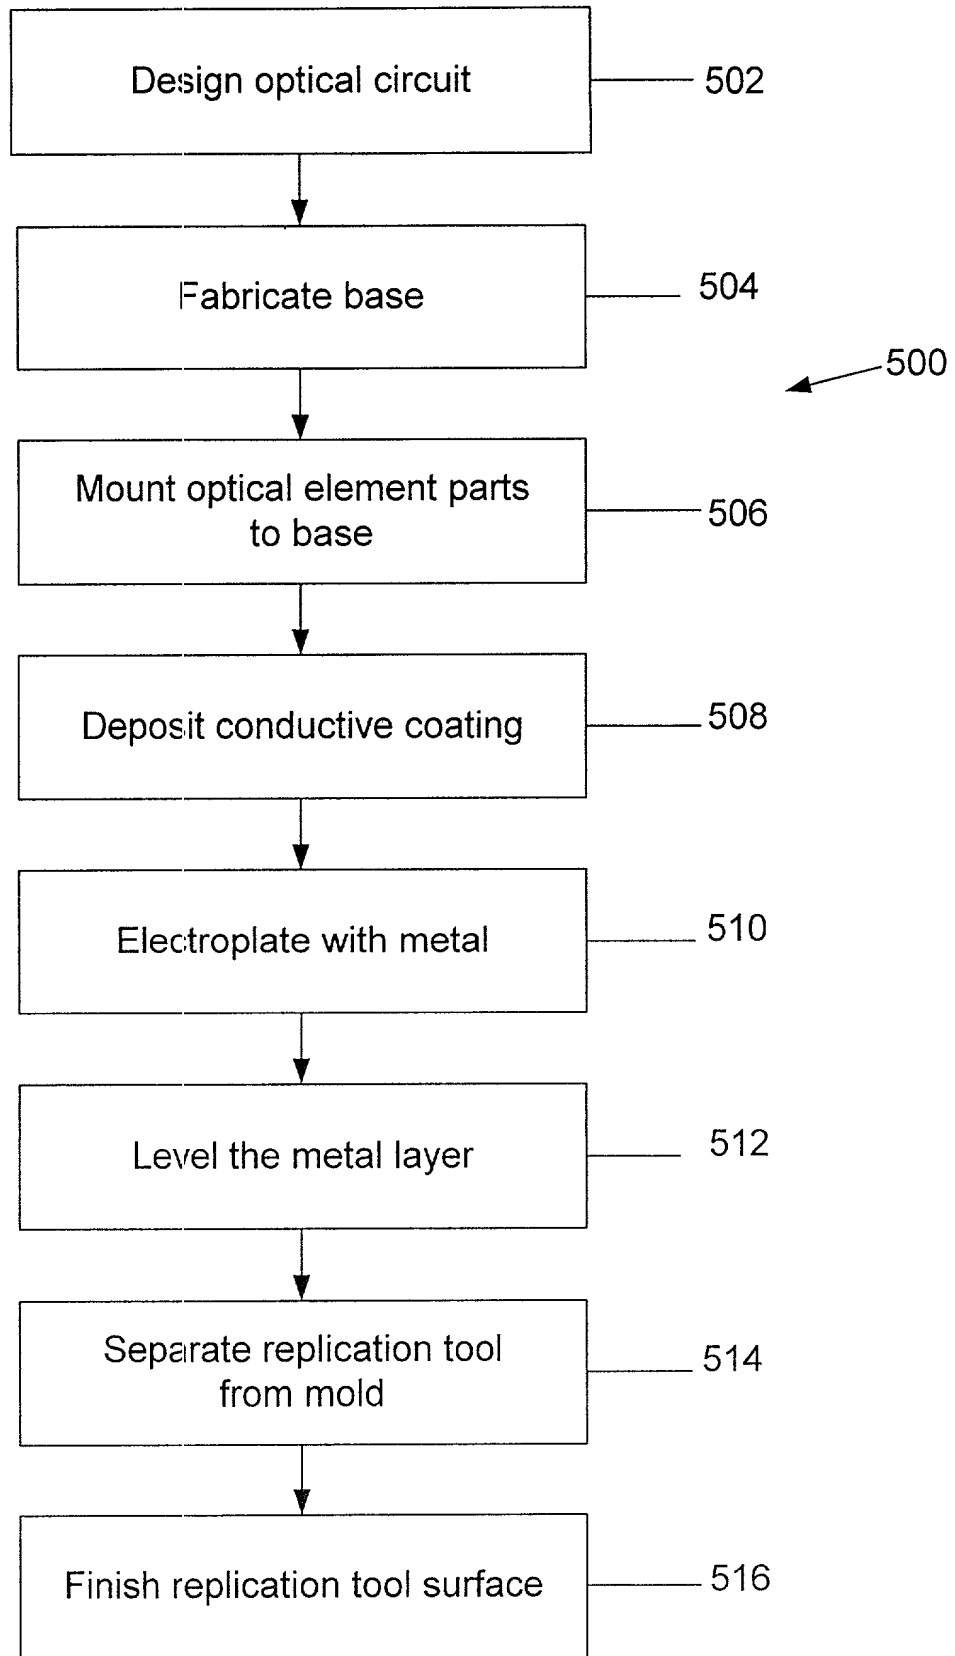 Design optical circuit
502
Fabricate base
504
500
Mount optical element parts
to base
506
Deposit conductive coating
508
Electroplate with metal
510
Level the metal layer
512
Separate replication tool
from mold
514
Finish replication tool surface
516